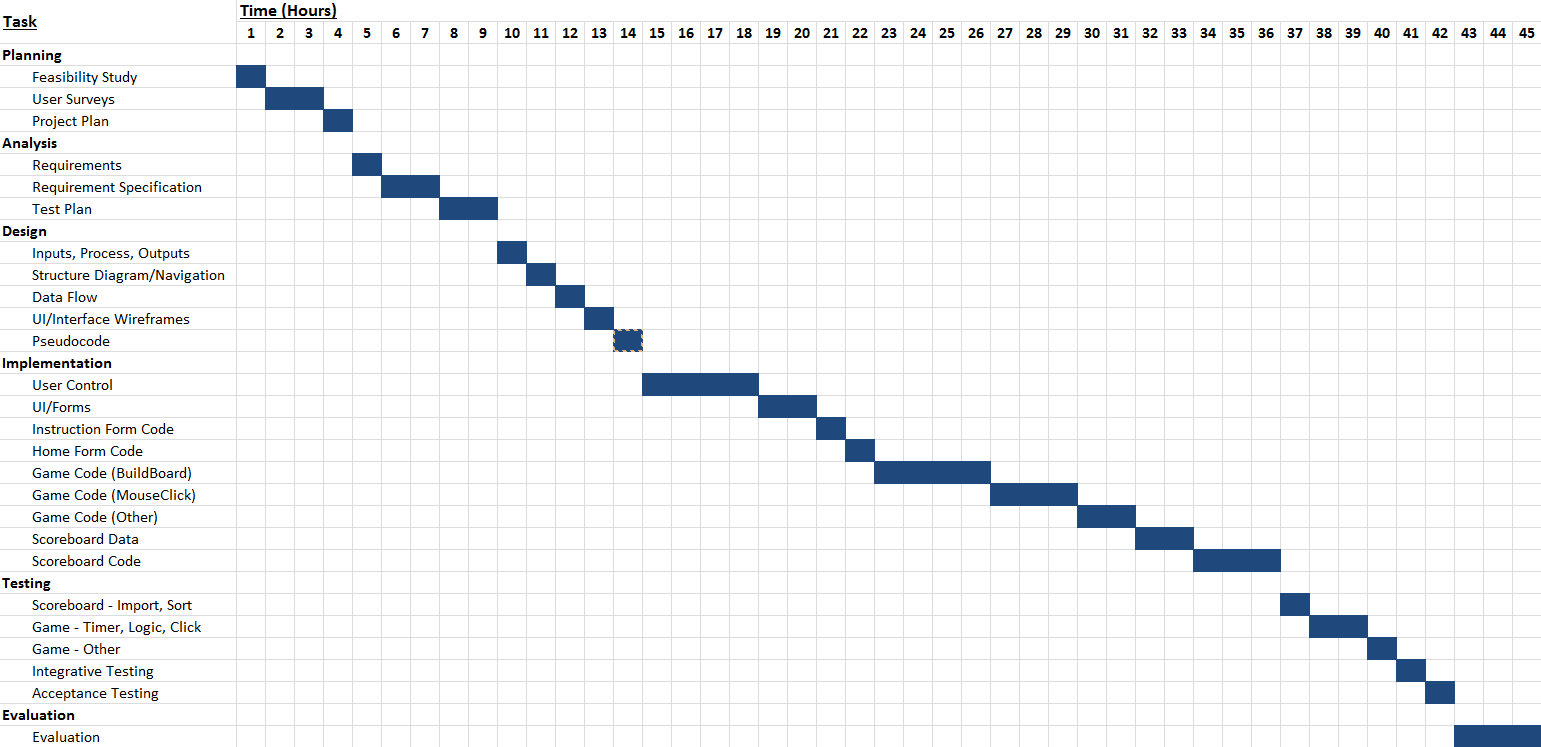 Time (Hours)
Task
1 2 3 4 5 6 7 8 9 10 11 12 13 14 15 16 17 18 19 20 21 22 23 24 25 26 27 28 29 30 31 32 33 34 35 36 37 38 39 40 41 42 43 44 45
Planning
Feasibility Study
User Surveys
Project Plan
Analysis
Requirements
Requirement Specification
Test Plan
Design
Inputs, Process, Outputs
Structure Diagram/Navigation
Data Flow
UI/Interface Wireframes
Pseudocode
Implementation
User Control
UI/Forms
Instruction Form Code
Home Form Code
Game Code (BuildBoard)
Game Code (MouseClick)
Game Code (Other)
Scoreboard Data
Scoreboard Code
Testing
Scoreboard - Import, Sort
Game - Timer, Logic, Click
Game - Other
Integrative Testing
Acceptance Testing
Evaluation
Evaluation